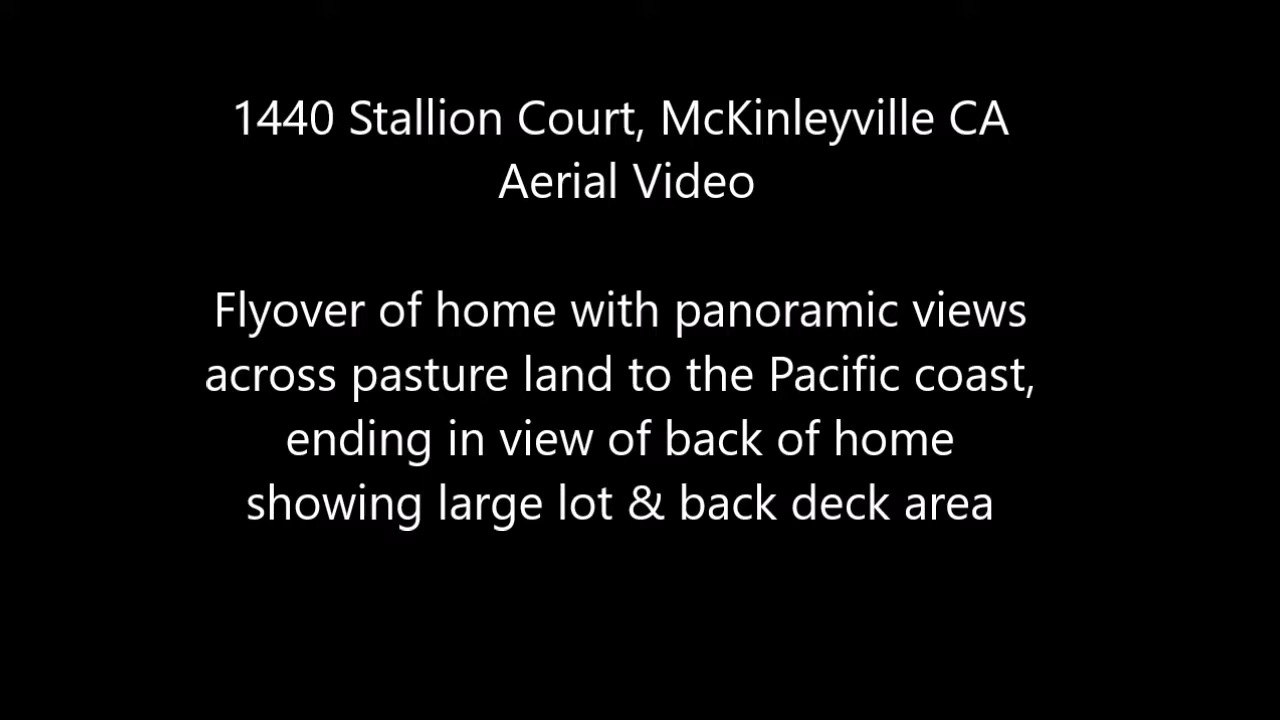 1440 Stallion Court, McKinleyville CA
Aerial Video
Flyover of home with panoramic views
across pasture land to the Pacific coast,
ending in view of back of home
showing large lot & back deck area